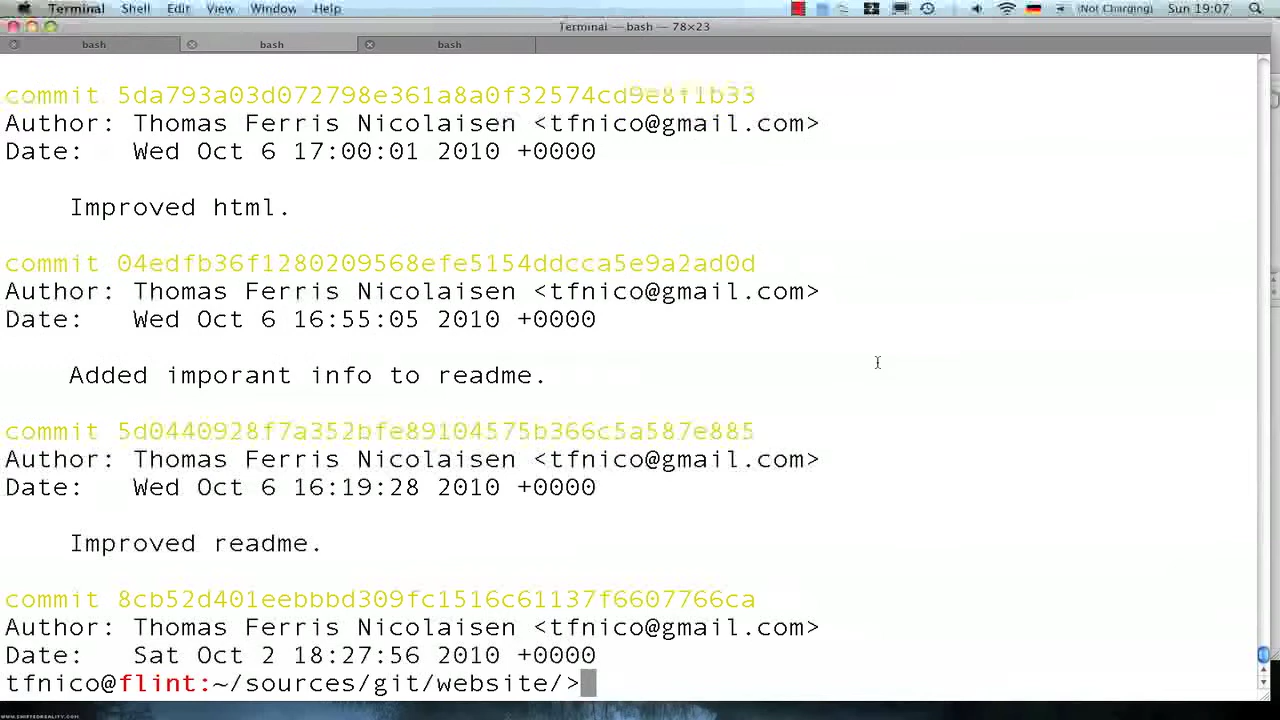 Terminal Shell Edit View Window Help (Not Charging) Sun 19:07
Terminal — bash — 78×23
bash bash bash
commit 5da793a03d072798e361a8a0f32574cd9e8f1b33
Author: Thomas Ferris Nicolaisen <tfnico@gmail.com>
Date: Wed Oct 6 17:00:01 2010 +0000
Improved html.
commit 04edfb36f1280209568efe5154ddcca5e9a2ad0d
Author: Thomas Ferris Nicolaisen <tfnico@gmail.com>
Date: Wed Oct 6 16:55:05 2010 +0000
Added imporant info to readme.
commit 5d0440928f7a352bfe89104575b366c5a587e885
Author: Thomas Ferris Nicolaisen <tfnico@gmail.com>
Date: Wed Oct 6 16:19:28 2010 +0000
Improved readme.
commit 8cb52d401eebbbd309fc1516c61137f6607766ca
Author: Thomas Ferris Nicolaisen <tfnico@gmail.com>
Date: Sat Oct 2 18:27:56 2010 +0000
tfnico@flint:~/sources/git/website/>